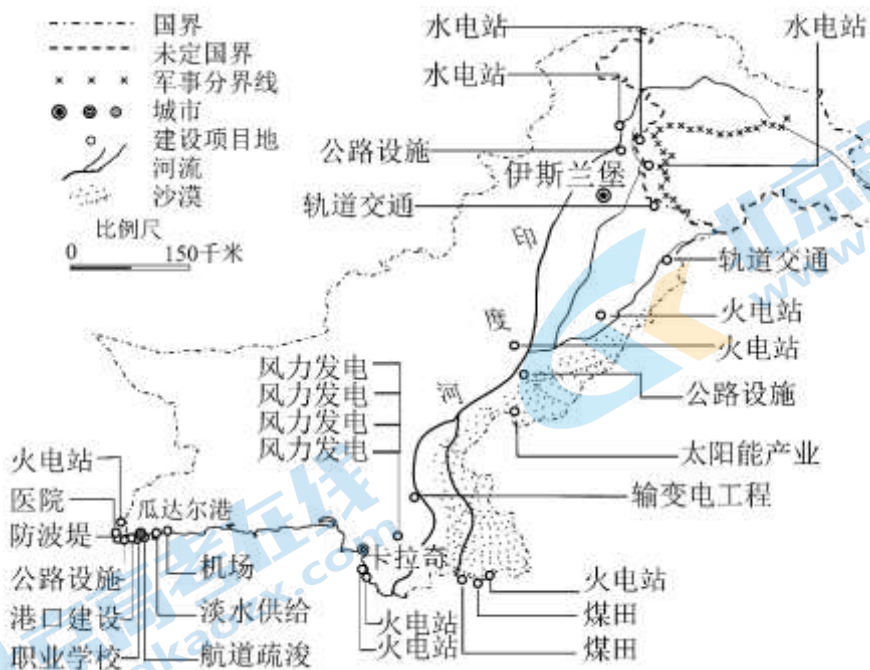 国界
未定国界
军事分界线
城市
建设项目地
河流
沙漠
比例尺
0 150千米
水电站
水电站
水电站
公路设施
伊斯兰堡
轨道交通
印度河
轨道交通
火电站
火电站
公路设施
太阳能产业
输变电工程
风力发电
风力发电
风力发电
风力发电
火电站
医院
瓜达尔港
防波堤
公路设施
港口建设
职业学校
机场
淡水供给
航道疏浚
卡拉奇
火电站
火电站
火电站
煤田
煤田